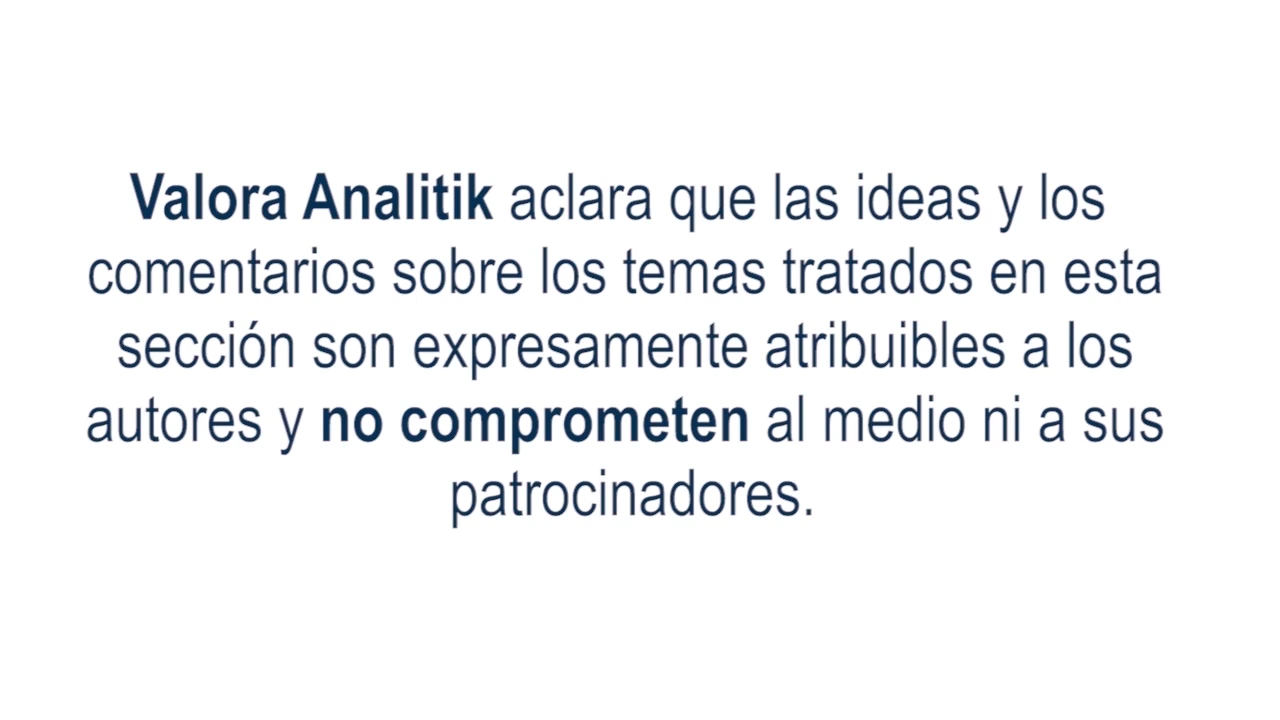 Valora Analitik aclara que las ideas y los
comentarios sobre los temas tratados en esta
sección son expresamente atribuibles a los
autores y no comprometen al medio ni a sus
patrocinadores.